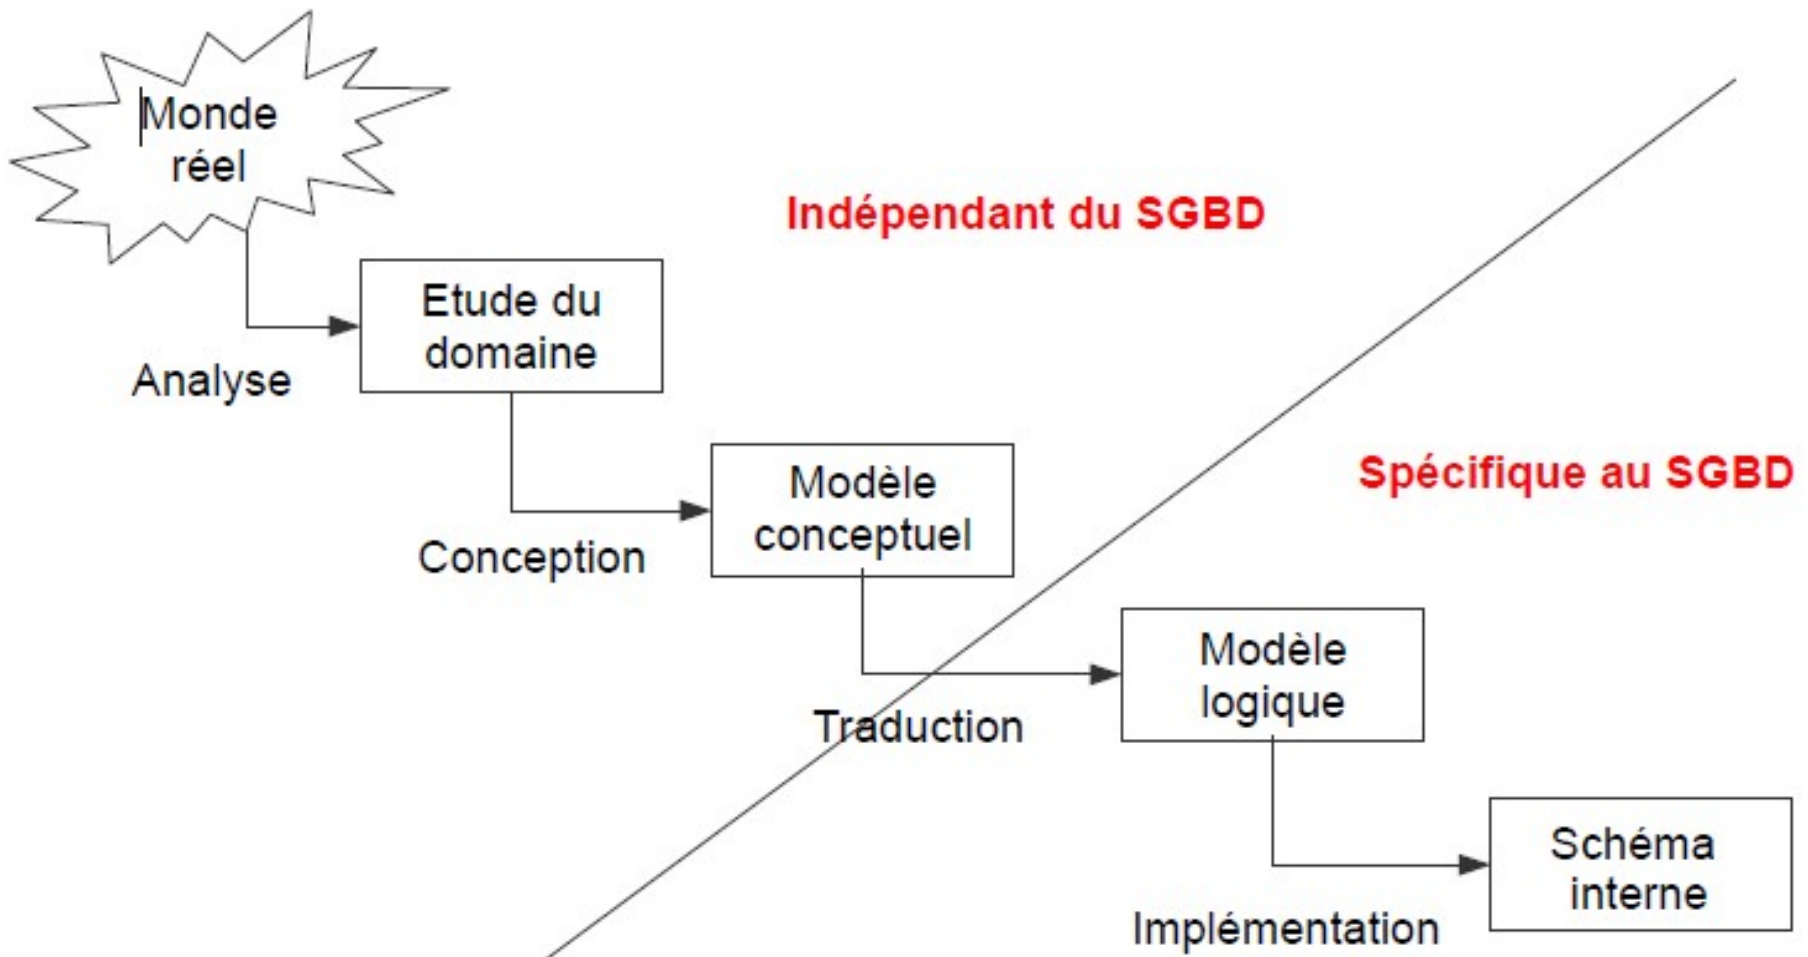 Monde
réel
Indépendant du SGBD
Etude du
domaine
Analyse
Modèle
conceptuel
Spécifique au SGBD
Conception
Modèle
logique
Traduction
Schéma
interne
Implémentation